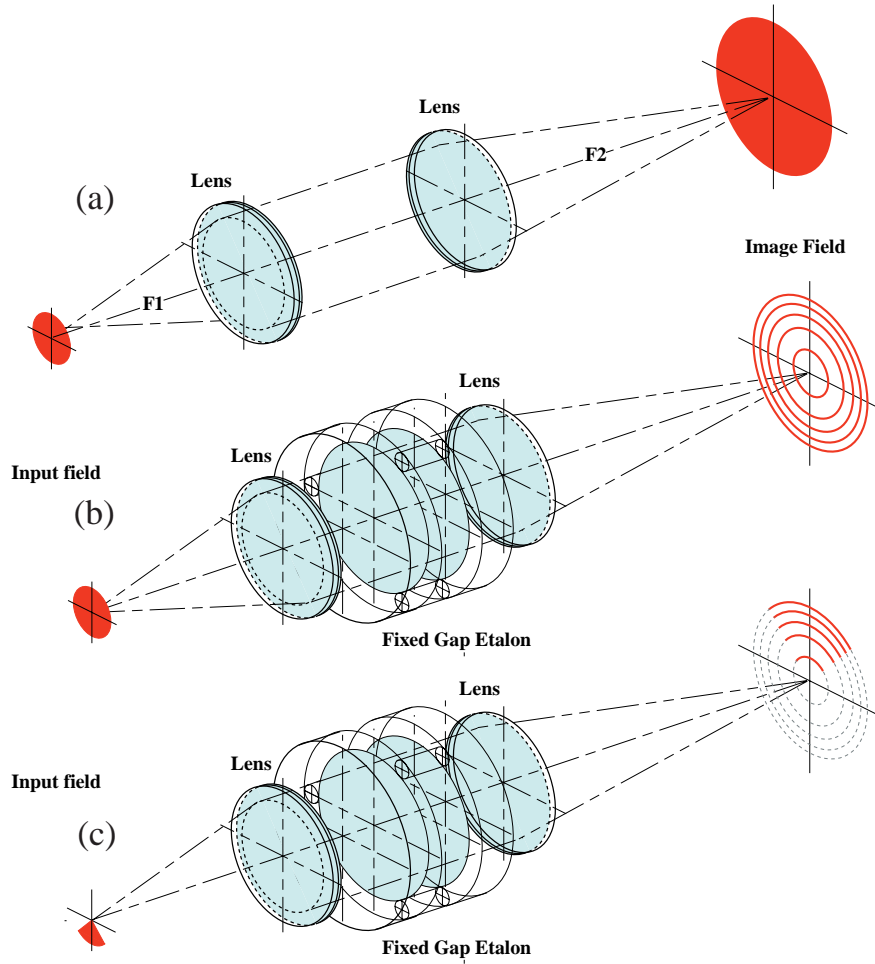 Lens
F2
Lens
(a)
Image Field
F1
Lens
Lens
Input field
(b)
Fixed Gap Etalon
Lens
Lens
Input field
(c)
Fixed Gap Etalon